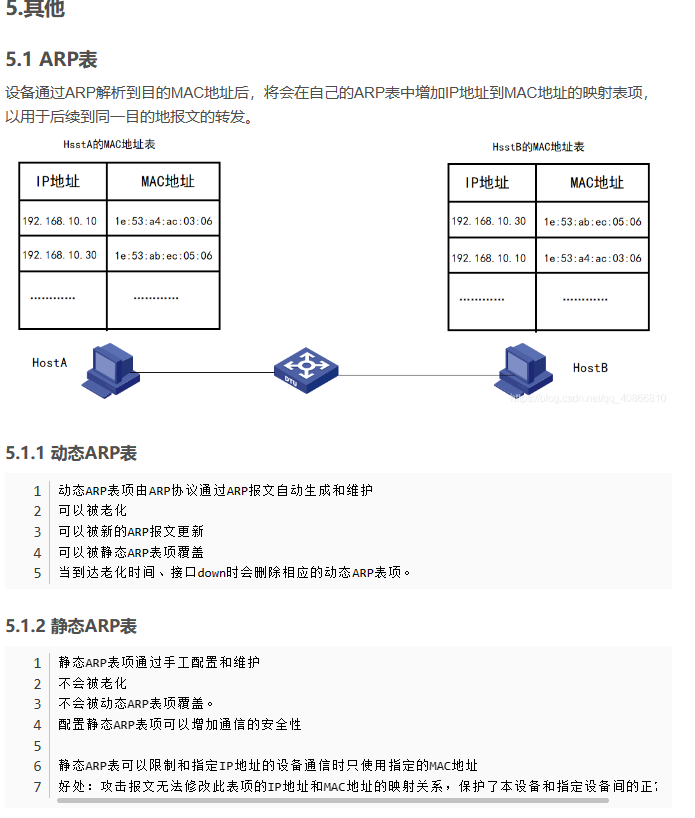 5.其他
5.1 ARP表
设备通过ARP解析到目的MAC地址后，将会在自己的ARP表中增加IP地址到MAC地址的映射表项，
以用于后续到同一目的地报文的转发。
HsstA的MAC地址表
IP地址 MAC地址
192.168.10.10 1e:53:a4:ac:03:06
192.168.10.30 1e:53:ab:ec:05:06
………… …………
HsstB的MAC地址表
IP地址 MAC地址
192.168.10.30 1e:53:ab:ec:05:06
192.168.10.10 1e:53:a4:ac:03:06
………… …………
HostA
DTU
HostB
https://blog.csdn.net/qq_40866810
5.1.1 动态ARP表
1 动态ARP表项由ARP协议通过ARP报文自动生成和维护
2 可以被老化
3 可以被新的ARP报文更新
4 可以被静态ARP表项覆盖
5 当到达老化时间、接口down时会删除相应的动态ARP表项。
5.1.2 静态ARP表
1 静态ARP表项通过手工配置和维护
2 不会被老化
3 不会被动态ARP表项覆盖。
4 配置静态ARP表项可以增加通信的安全性
5
6 静态ARP表可以限制和指定IP地址的设备通信时只使用指定的MAC地址
7 好处：攻击报文无法修改此表项的IP地址和MAC地址的映射关系，保护了本设备和指定设备间的正